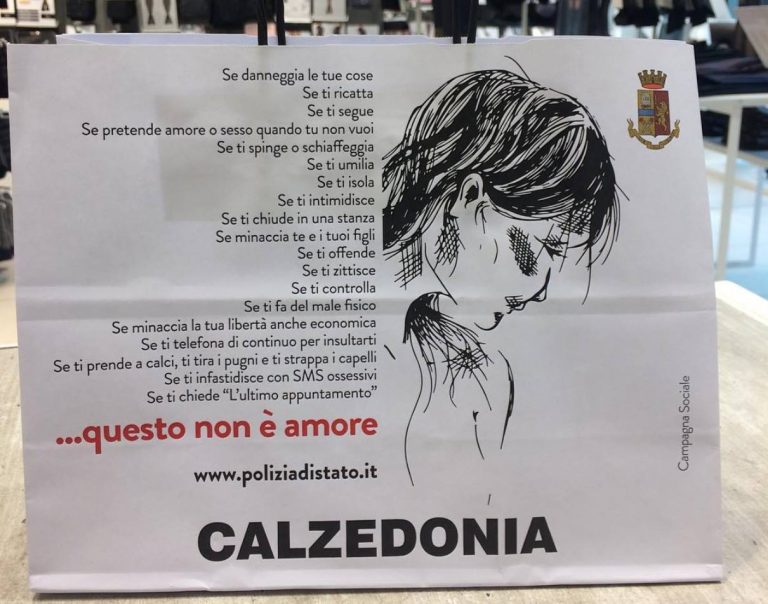 Se danneggia le tue cose
Se ti ricatta
Se ti segue
Se pretende amore o sesso quando tu non vuoi
Se ti spinge o schiaffeggia
Se ti umilia
Se ti isola
Se ti intimidisce
Se ti chiude in una stanza
Se minaccia te e i tuoi figli
Se ti offende
Se ti zittisce
Se ti controlla
Se ti fa del male fisico
Se minaccia la tua libertà anche economica
Se ti telefona di continuo per insultarti
Se ti prende a calci, ti tira i pugni e ti strappa i capelli
Se ti infastidisce con SMS ossessivi
Se ti chiede “L'ultimo appuntamento”
...questo non è amore
www.poliziadistato.it
Campagna Sociale
CALZEDONIA